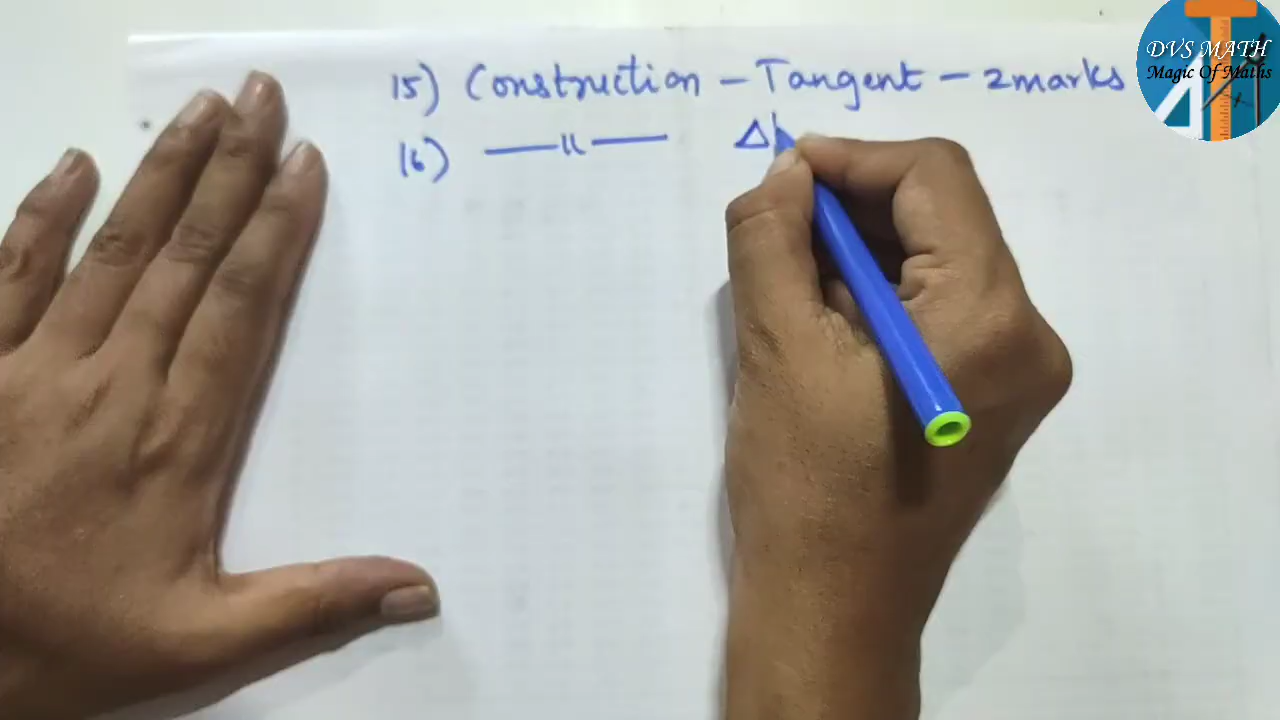 15) Construction - Tangent - 2marks
16) —— 〃 —— Δ
DVS MATH
Magic Of Maths